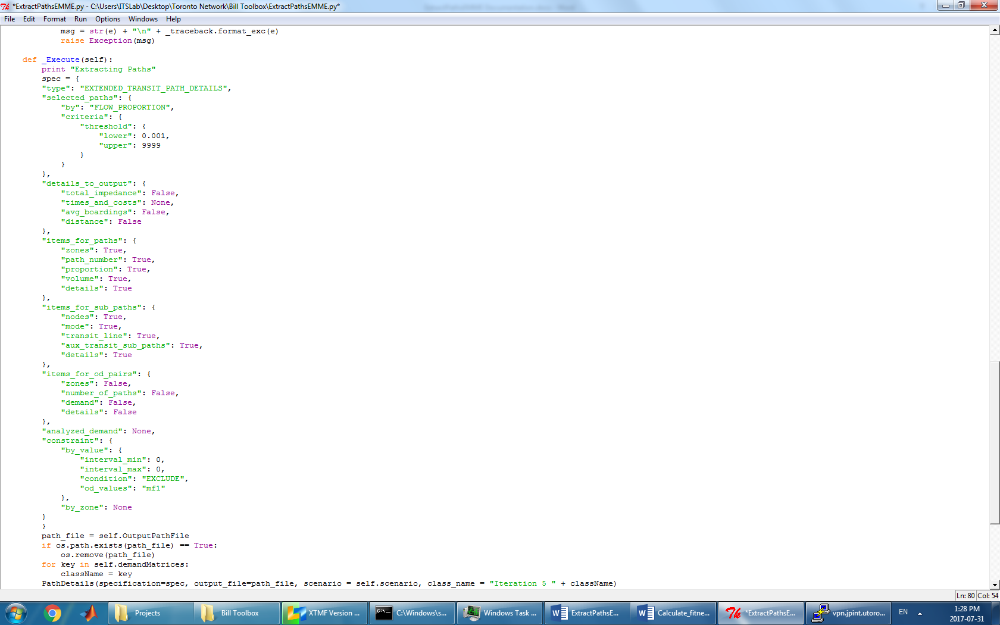 *ExtractPathsEMME.py - C:\Users\ITSLab\Desktop\Toronto Network\Bill Toolbox\ExtractPathsEMME.py*
File Edit Format Run Options Windows Help
            msg = str(e) + "\n" + _traceback.format_exc(e)
            raise Exception(msg)
    def _Execute(self):
        print "Extracting Paths"
        spec = {
        "type": "EXTENDED_TRANSIT_PATH_DETAILS",
        "selected_paths": {
            "by": "FLOW_PROPORTION",
            "criteria": {
                "threshold": {
                    "lower": 0.001,
                    "upper": 9999
                }
            }
        },
        "details_to_output": {
            "total_impedance": False,
            "times_and_costs": None,
            "avg_boardings": False,
            "distance": False
        },
        "items_for_paths": {
            "zones": True,
            "path_number": True,
            "proportion": True,
            "volume": True,
            "details": True
        },
        "items_for_sub_paths": {
            "nodes": True,
            "mode": True,
            "transit_line": True,
            "aux_transit_sub_paths": True,
            "details": True
        },
        "items_for_od_pairs": {
            "zones": False,
            "number_of_paths": False,
            "demand": False,
            "details": False
        },
        "analyzed_demand": None,
        "constraint": {
            "by_value": {
                "interval_min": 0,
                "interval_max": 0,
                "condition": "EXCLUDE",
                "od_values": "mf1"
            },
            "by_zone": None
        }
        }
        path_file = self.OutputPathFile
        if os.path.exists(path_file) == True:
            os.remove(path_file)
        for key in self.demandMatrices:
            className = key
        PathDetails(specification=spec, output_file=path_file, scenario = self.scenario, class_name = "Iteration 5 " + className)
Ln: 80 Col: 54
Projects Bill Toolbox XTMF Version ... C:\Windows\s... Windows Task ... ExtractPathsE... Calculate_fitne... *ExtractPathsE... vpn.jpint.utoro... EN 1:28 PM
2017-07-31